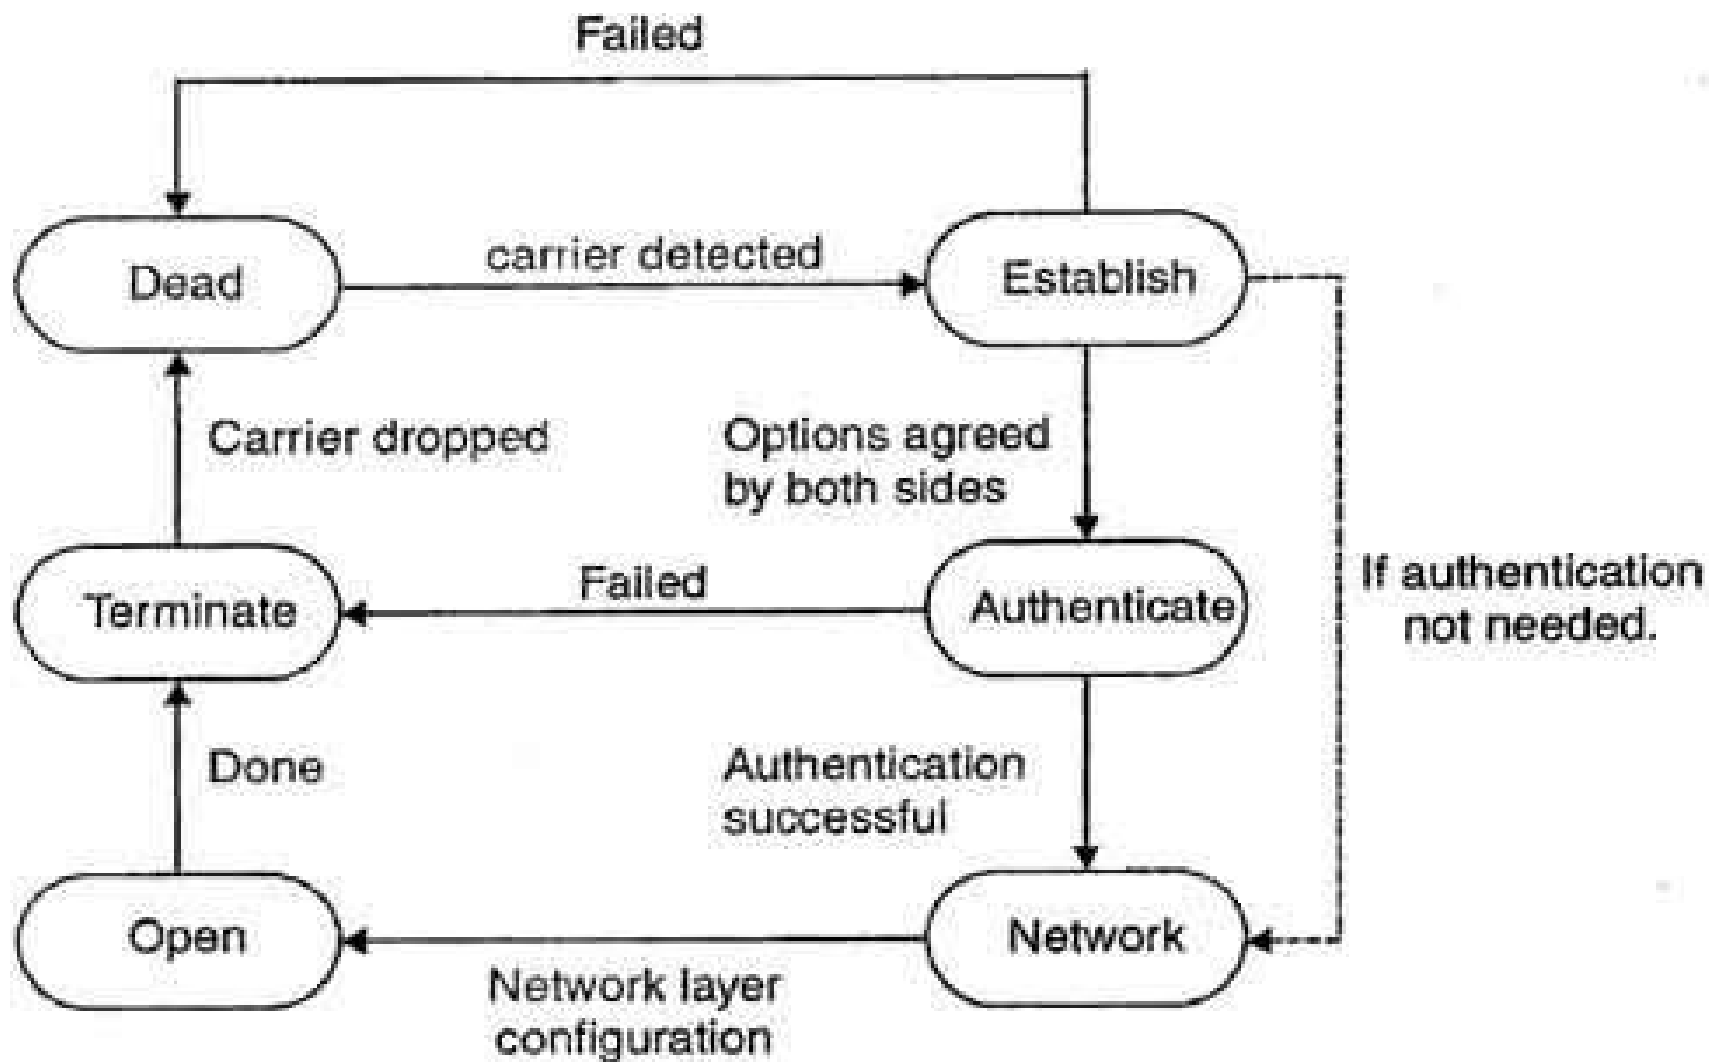 Failed
Dead
carrier detected
Establish
Carrier dropped
Options agreed
by both sides
Terminate
Failed
Authenticate
If authentication
not needed.
Done
Authentication
successful
Open
Network
Network layer
configuration